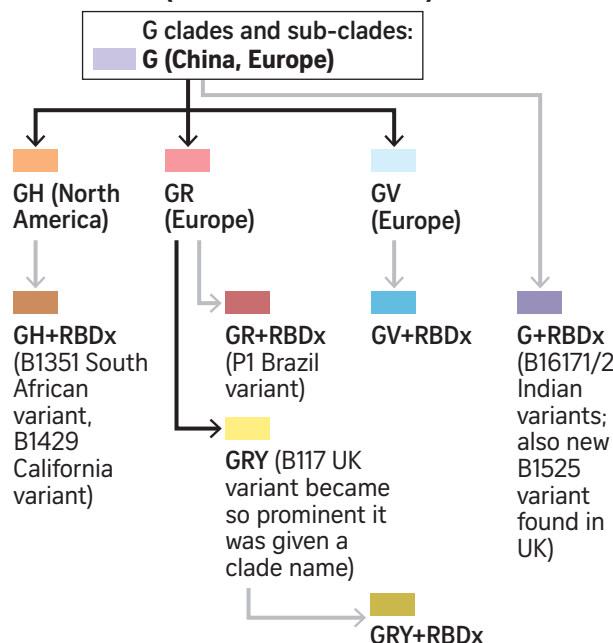 G clades and sub-clades:
G (China, Europe)
GH (North
America)
GR
(Europe)
GV
(Europe)
GH+RBDx
(B1351 South
African
variant,
B1429
California
variant)
GR+RBDx
(P1 Brazil
variant)
GV+RBDx
G+RBDx
(B16171/2
Indian
variants;
also new
B1525
variant
found in
UK)
GRY (B117 UK
variant became
so prominent it
was given a
clade name)
GRY+RBDx